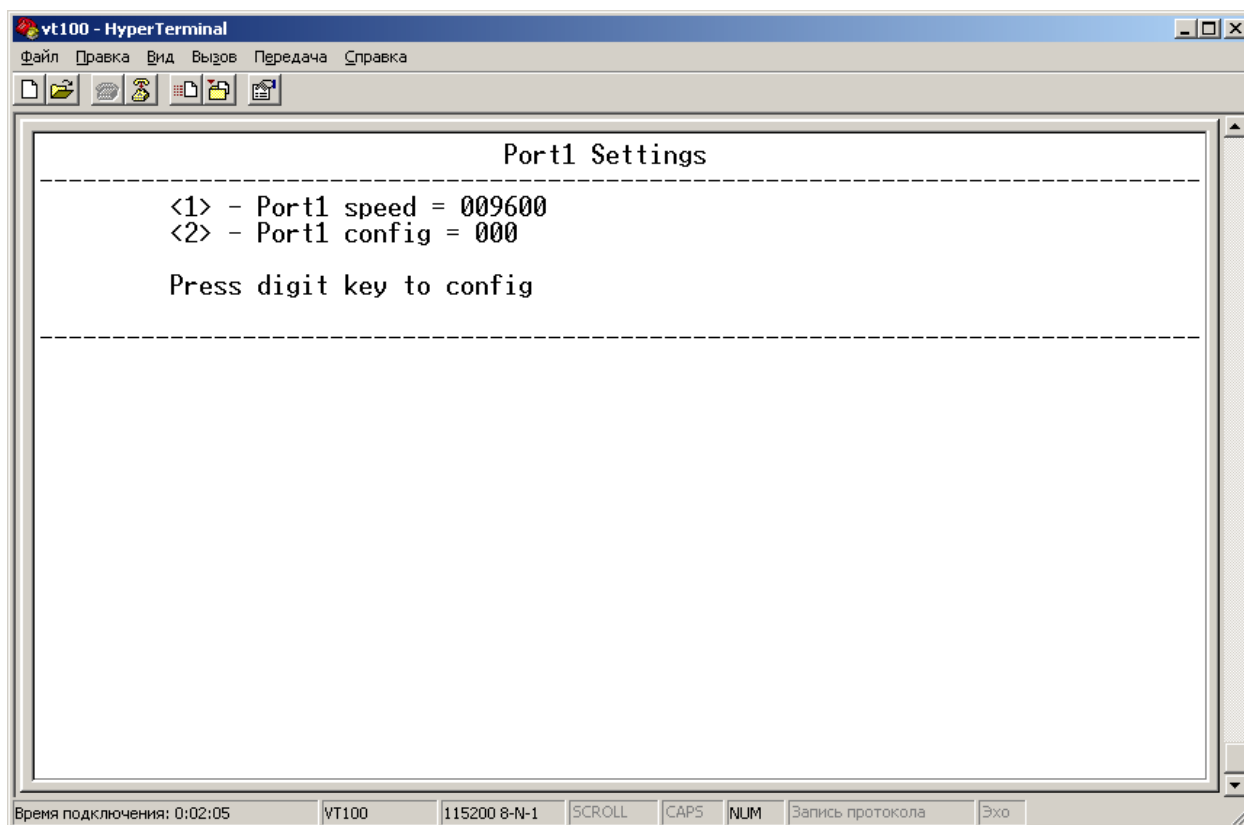 vt100 - HyperTerminal
Файл Правка Вид Вызов Передача Справка
Port1 Settings
--------------------------------------------------------------------------------
<1> - Port1 speed = 009600
<2> - Port1 config = 000
Press digit key to config
--------------------------------------------------------------------------------
Время подключения: 0:02:05 VT100 115200 8-N-1 SCROLL CAPS NUM Запись протокола Эхо